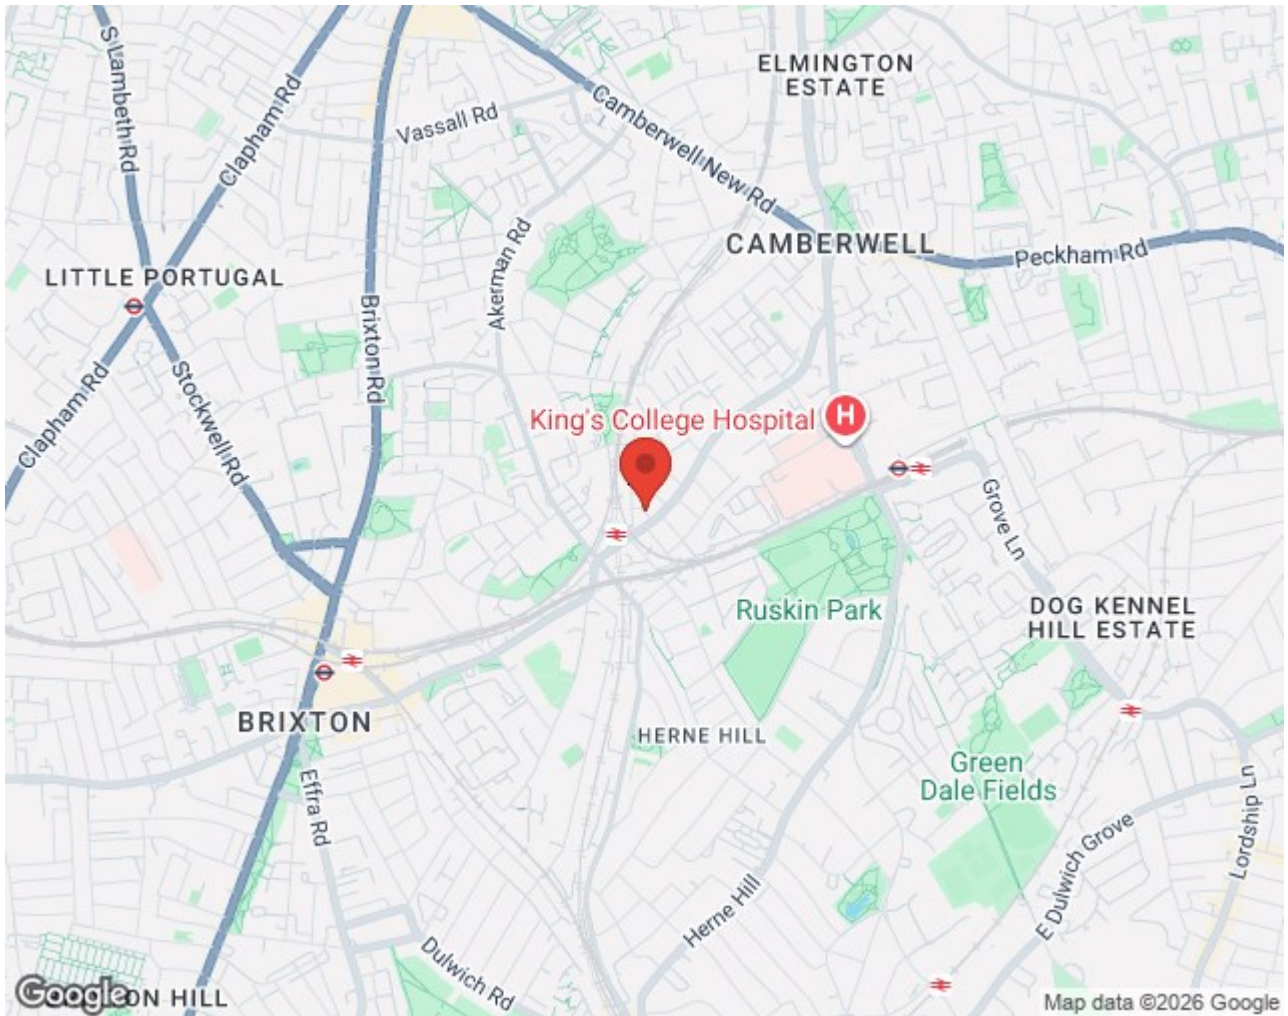 S Lambeth Rd
Clapham Rd
Vassall Rd
Camberwell New Rd
ELMINGTON
ESTATE
Akerman Rd
CAMBERWELL
Peckham Rd
LITTLE PORTUGAL
Brixton Rd
Clapham Rd
Stockwell Rd
King's College Hospital
H
Grove Ln
Ruskin Park
DOG KENNEL
HILL ESTATE
BRIXTON
HERNE HILL
Green
Dale Fields
Effra Rd
Lordship Ln
E Dulwich Grove
Herne Hill
Dulwich Rd
Google
ON HILL
Map data ©2026 Google